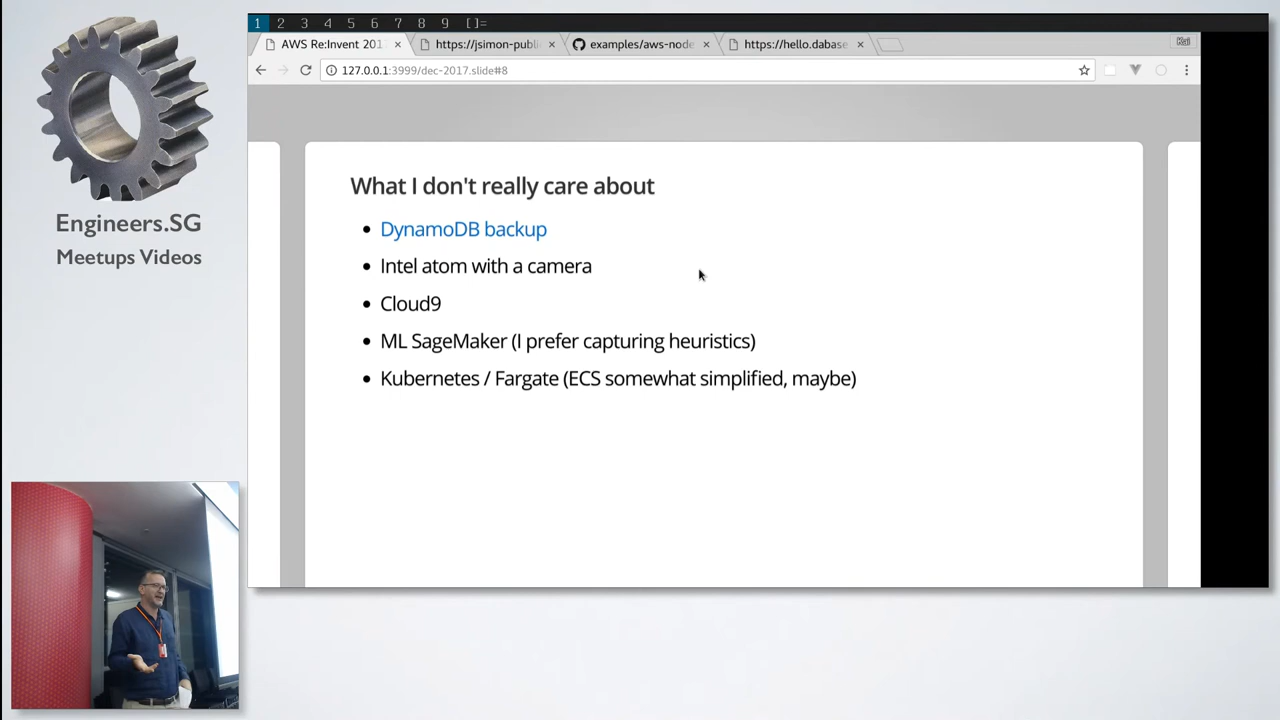 1 2 3 4 5 6 7 8 9 []=
AWS Re:Invent 201
https://jsimon-publ
examples/aws-node
https://hello.dabase
Kai
127.0.0.1:3999/dec-2017.slide#8
Engineers.SG
Meetups Videos
What I don't really care about
DynamoDB backup
Intel atom with a camera
Cloud9
ML SageMaker (I prefer capturing heuristics)
Kubernetes / Fargate (ECS somewhat simplified, maybe)